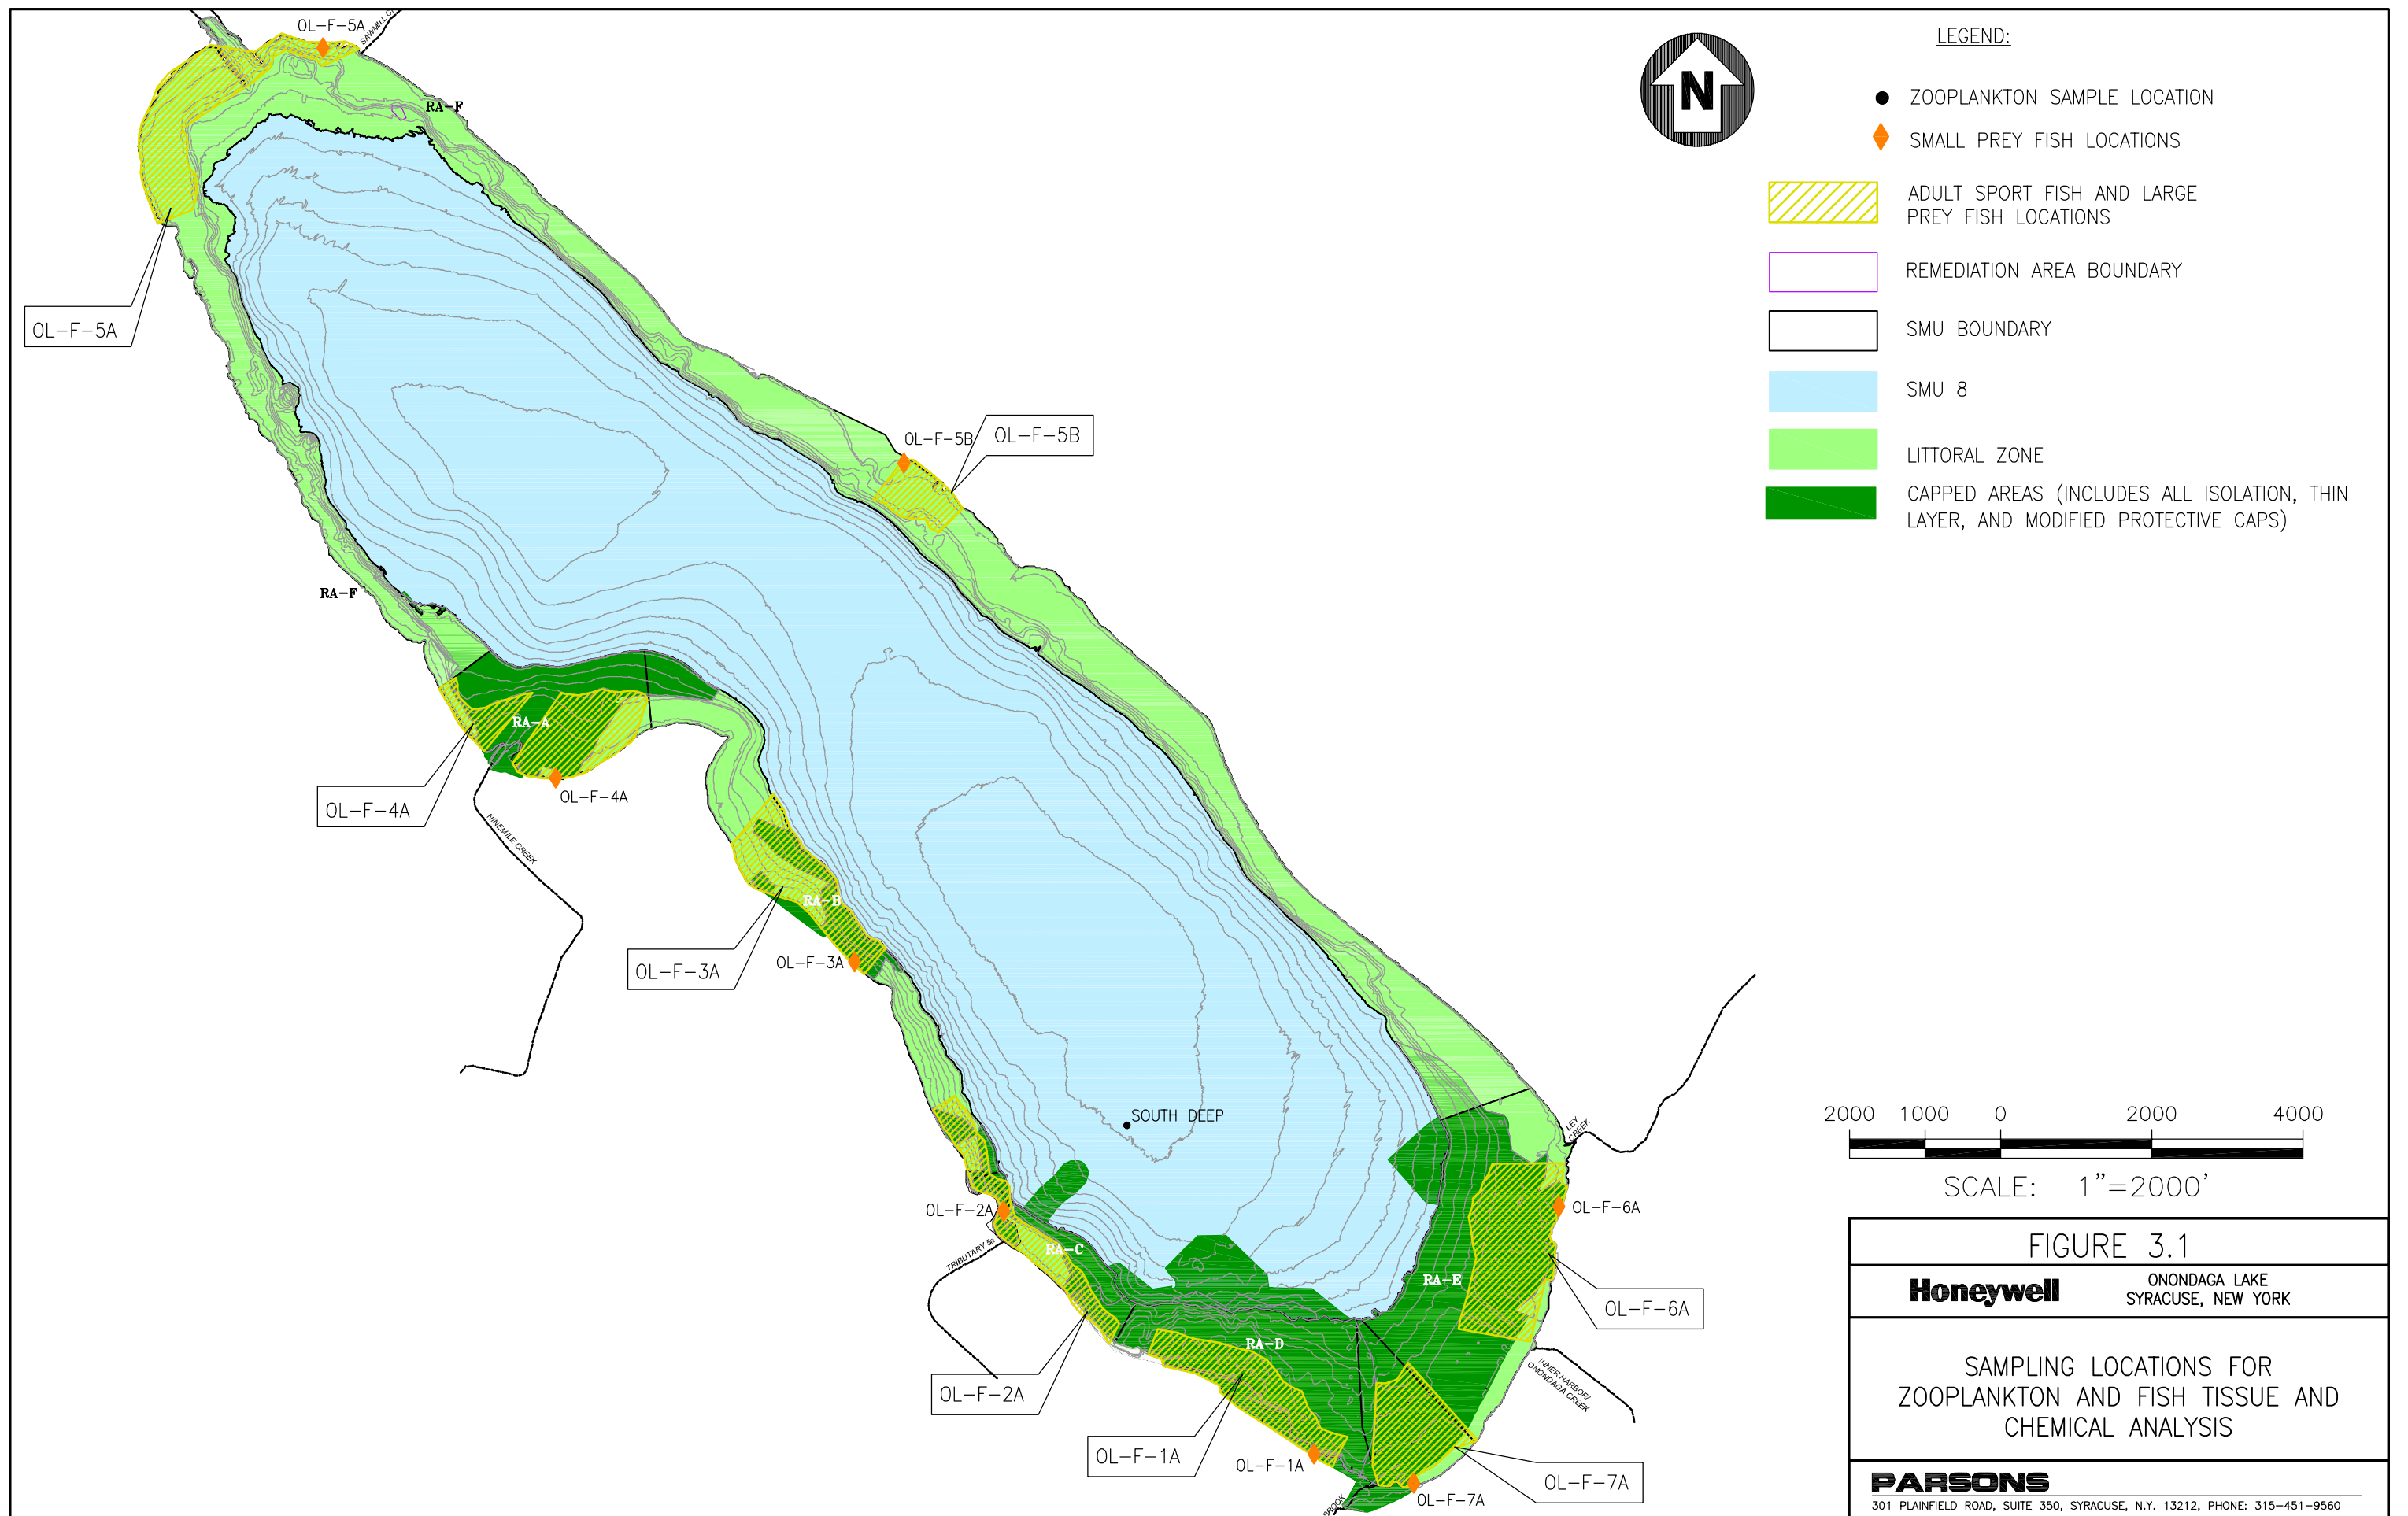 OL-F-5A
SAWMILL
RA-F
OL-F-5A
OL-F-5B
OL-F-5B
RA-F
RA-A
OL-F-4A
OL-F-4A
NINEMILE CREEK
RA-B
OL-F-3A
OL-F-3A
SOUTH DEEP
LEY
CREEK
OL-F-2A
OL-F-6A
TRIBUTARY 5a
RA-C
RA-E
OL-F-6A
RA-D
INNER HARBOR/
ONONDAGA CREEK
OL-F-2A
OL-F-1A
OL-F-1A
OL-F-7A
OL-F-7A
BROOK
N
LEGEND:
ZOOPLANKTON SAMPLE LOCATION
SMALL PREY FISH LOCATIONS
ADULT SPORT FISH AND LARGE
PREY FISH LOCATIONS
REMEDIATION AREA BOUNDARY
SMU BOUNDARY
SMU 8
LITTORAL ZONE
CAPPED AREAS (INCLUDES ALL ISOLATION, THIN
LAYER, AND MODIFIED PROTECTIVE CAPS)
2000 1000 0 2000 4000
SCALE: 1"=2000'
FIGURE 3.1
Honeywell
ONONDAGA LAKE
SYRACUSE, NEW YORK
SAMPLING LOCATIONS FOR
ZOOPLANKTON AND FISH TISSUE AND
CHEMICAL ANALYSIS
PARSONS
301 PLAINFIELD ROAD, SUITE 350, SYRACUSE, N.Y. 13212, PHONE: 315-451-9560